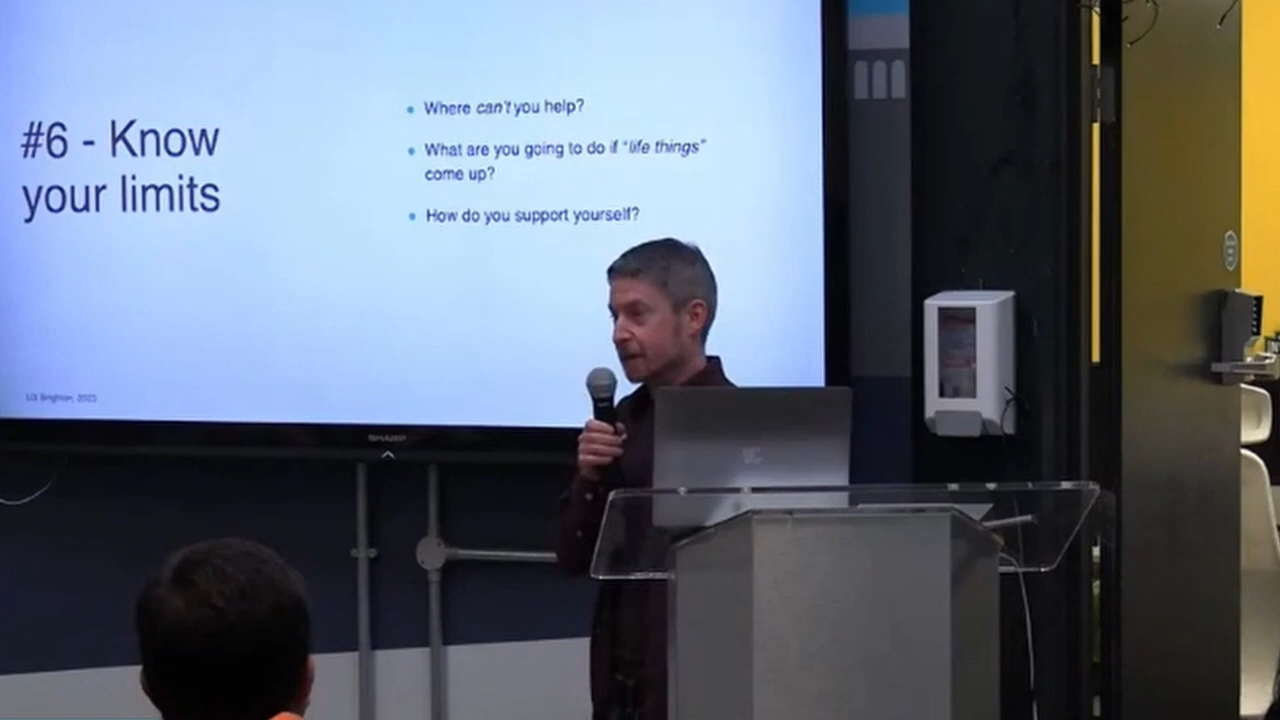 #6 - Know
your limits
Where can't you help?
What are you going to do if "life things"
come up?
How do you support yourself?
UX Brighton, 2023
SHARP